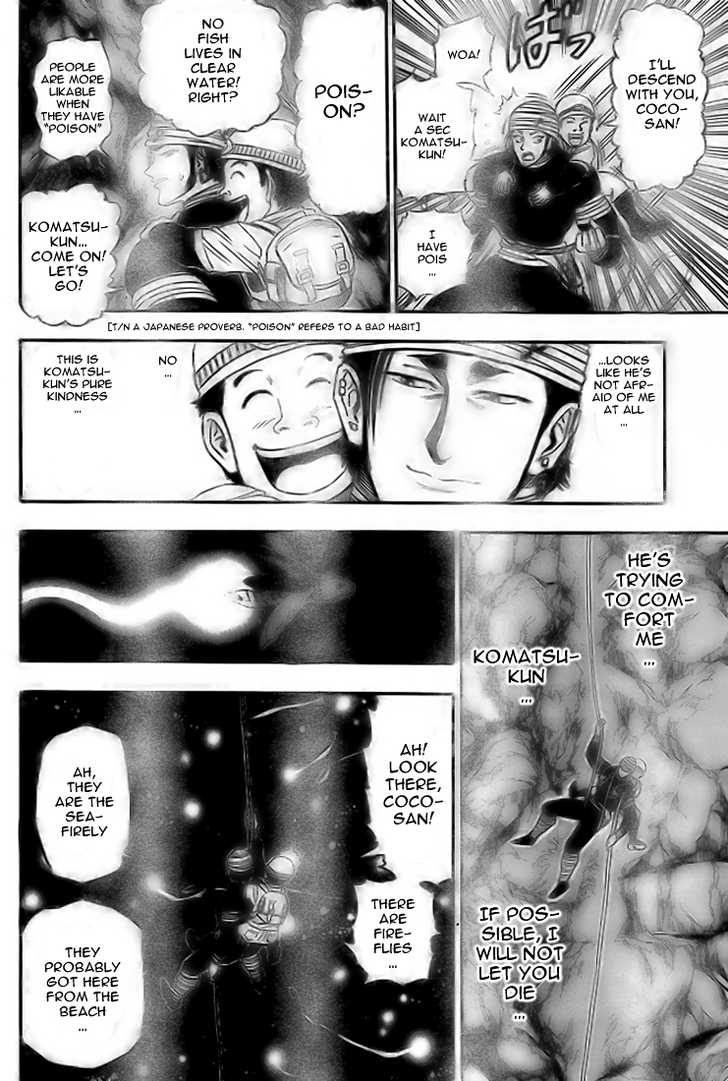 I'LL
DESCEND
WITH YOU,
COCO-
SAN!
WOA!
WAIT
A SEC
KOMATSU-
KUN!
I
HAVE
POIS
...
ばっ
POIS-
ON?
NO
FISH
LIVES IN
CLEAR
WATER!
RIGHT?
PEOPLE
ARE MORE
LIKABLE
WHEN
THEY HAVE
"POISON"
KOMATSU-
KUN...
COME ON!
LET'S
GO!
[T/N A JAPANESE PROVERB. "POISON" REFERS TO A BAD HABIT]
...LOOKS
LIKE HE'S
NOT AFR-
AID OF ME
AT ALL
...
NO
...
THIS IS
KOMATSU-
KUN'S PURE
KINDNESS
...
HE'S
TRYING
TO COM-
FORT
ME
...
KOMATSU-
KUN
...
IF POS-
SIBLE, I
WILL NOT
LET YOU
DIE
...
AH!
LOOK
THERE,
COCO-
SAN!
THERE
ARE
FIRE-
FLIES
...
AH,
THEY
ARE THE
SEA-
FIRELY
THEY
PROBABLY
GOT HERE
FROM THE
BEACH
...